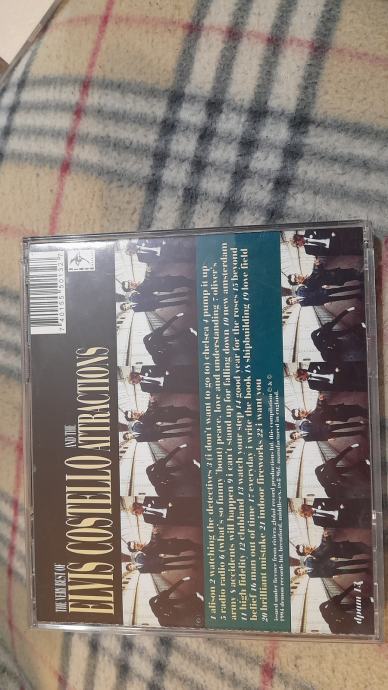 THE VERY BEST OF
ELVIS COSTELLO AND THE ATTRACTIONS
1 alison 2 watching the detectives 3 (i don't want to go to) chelsea 4 pump it up
5 radio radio 6 (what's so funny 'bout) peace, love and understanding 7 oliver's
army 8 accidents will happen 9 i can't stand up for falling down 10 new amsterdam
11 high fidelity 12 clubland 13 watch your step 14 good year for the roses 15 beyond
belief 16 man out of time 17 everyday i write the book 18 shipbuilding 19 love field
20 brilliant mistake 21 indoor fireworks 22 i want you
dpam 13